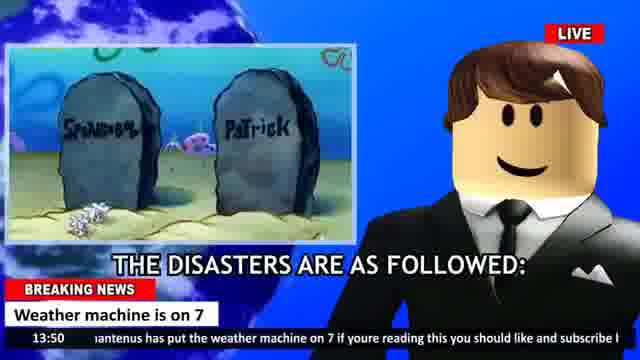 LIVE
SpOngeBOb
PaTrick
THE DISASTERS ARE AS FOLLOWED:
BREAKING NEWS
Weather machine is on 7
13:50
has put the weather machine on 7 if youre reading this you should like and subscribe